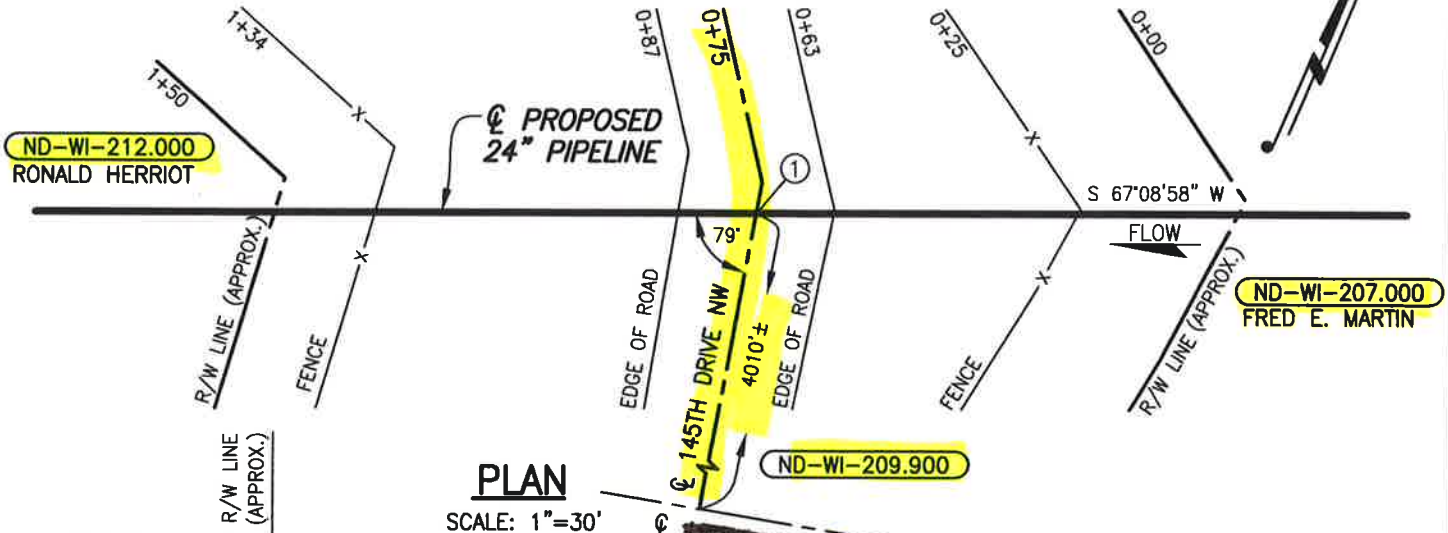 1+50
1+34
0+87
0+75
0+63
0+25
0+00
ND-WI-212.000
RONALD HERRIOT
℄ PROPOSED
24" PIPELINE
1
S 67°08'58" W
FLOW
79°
ND-WI-207.000
FRED E. MARTIN
R/W LINE (APPROX.)
FENCE
EDGE OF ROAD
℄ 145TH DRIVE NW
4010'±
EDGE OF ROAD
FENCE
R/W LINE (APPROX.)
ND-WI-209.900
R/W LINE
(APPROX.)
PLAN
SCALE: 1"=30'
℄